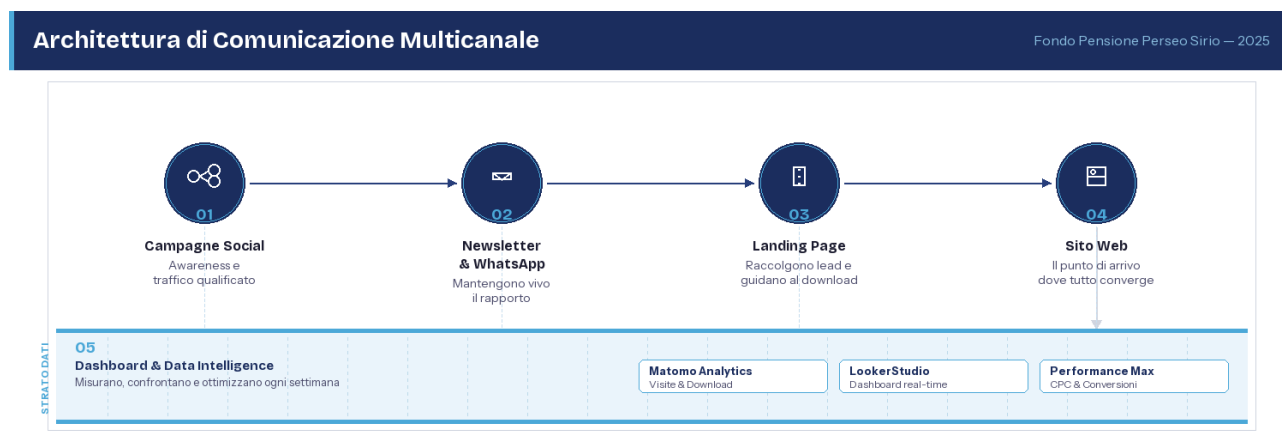 Architettura di Comunicazione Multicanale
Fondo Pensione Perseo Sirio — 2025
01
Campagne Social
Awareness e
traffico qualificato
02
Newsletter
& WhatsApp
Mantengono vivo
il rapporto
03
Landing Page
Raccolgono lead e
guidano al download
04
Sito Web
Il punto di arrivo
dove tutto converge
STRATO DATI
05
Dashboard & Data Intelligence
Misurano, confrontano e ottimizzano ogni settimana
Matomo Analytics
Visite & Download
LookerStudio
Dashboard real-time
Performance Max
CPC & Conversioni